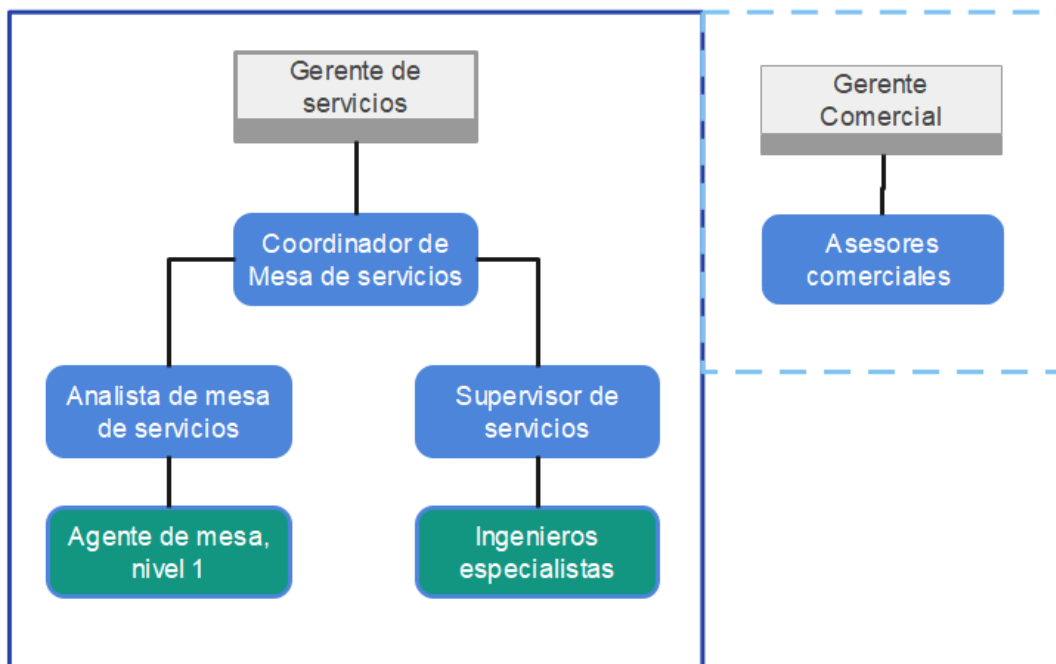 Gerente de
servicios
Gerente
Comercial
Coordinador de
Mesa de servicios
Asesores
comerciales
Analista de mesa
de servicios
Supervisor de
servicios
Agente de mesa,
nivel 1
Ingenieros
especialistas